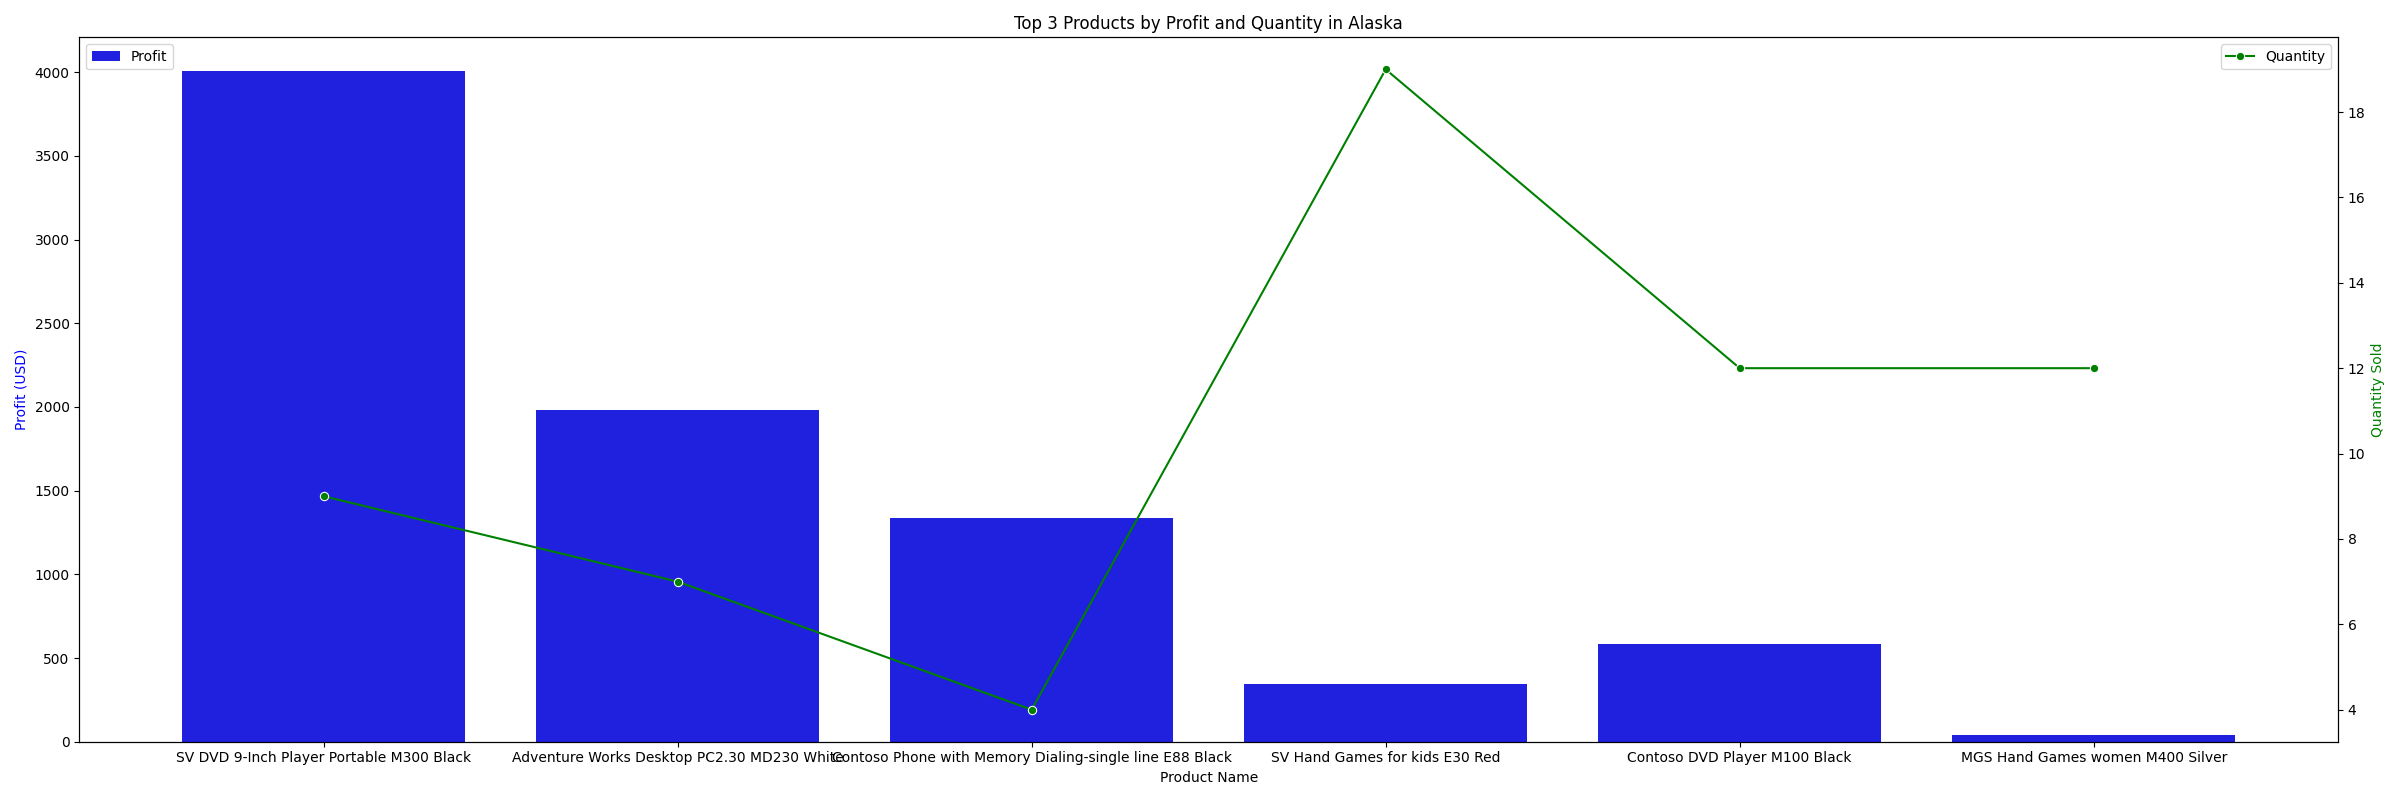 Top 3 Products by Profit and Quantity in Alaska
Profit
Quantity
4000
3500
3000
2500
2000
1500
1000
500
0
Profit (USD)
18
16
14
12
10
8
6
4
Quantity Sold
SV DVD 9-Inch Player Portable M300 Black
Adventure Works Desktop PC2.30 MD230 White
Contoso Phone with Memory Dialing-single line E88 Black
SV Hand Games for kids E30 Red
Contoso DVD Player M100 Black
MGS Hand Games women M400 Silver
Product Name